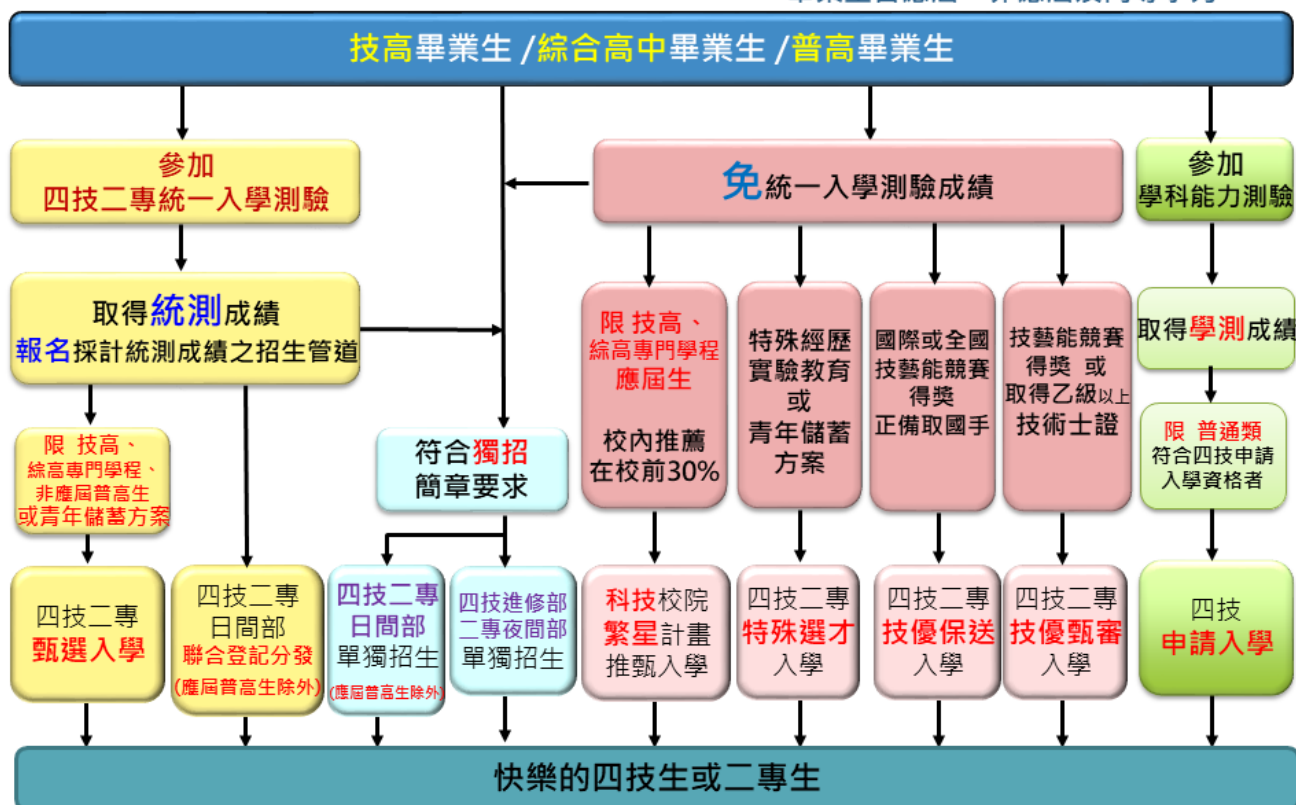 技高畢業生 /綜合高中畢業生 /普高畢業生
參加
四技二專統一入學測驗
免統一入學測驗成績
參加
學科能力測驗
取得統測成績
報名採計統測成績之招生管道
限 技高、
綜高專門學程
應屆生
校內推薦
在校前30%
特殊經歷
實驗教育
或
青年儲蓄
方案
國際或全國
技藝能競賽
得獎
正備取國手
技藝能競賽
得獎 或
取得乙級以上
技術士證
取得學測成績
限 技高、
綜高專門學程、
非應屆普高生
或青年儲蓄方案
符合獨招
簡章要求
限 普通類
符合四技申請
入學資格者
四技二專
甄選入學
四技二專
日間部
聯合登記分發
(應屆普高生除外)
四技二專
日間部
單獨招生
(應屆普高生除外)
四技進修部
二專夜間部
單獨招生
科技校院
繁星計畫
推甄入學
四技二專
特殊選才
入學
四技二專
技優保送
入學
四技二專
技優甄審
入學
四技
申請入學
快樂的四技生或二專生